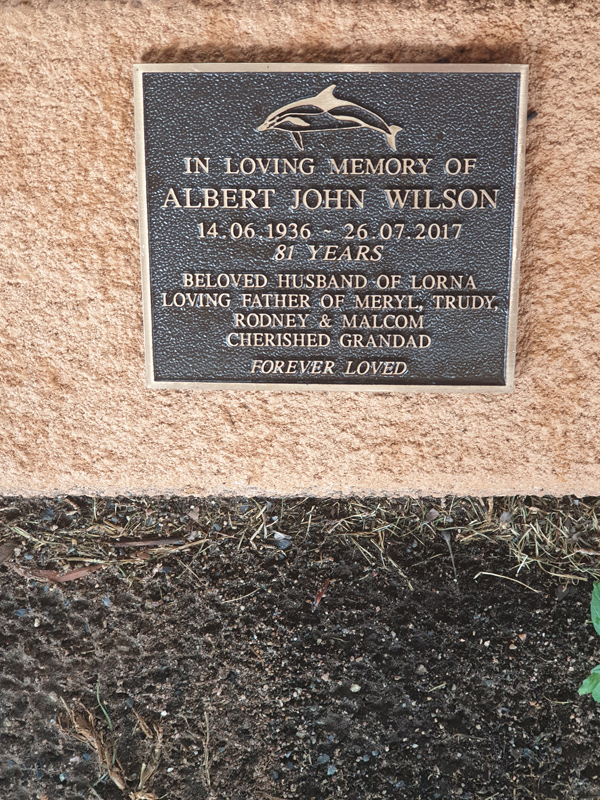 IN LOVING MEMORY OF
ALBERT JOHN WILSON
14.06.1936 ~ 26.07.2017
81 YEARS
BELOVED HUSBAND OF LORNA
LOVING FATHER OF MERYL, TRUDY,
RODNEY & MALCOM
CHERISHED GRANDAD
FOREVER LOVED